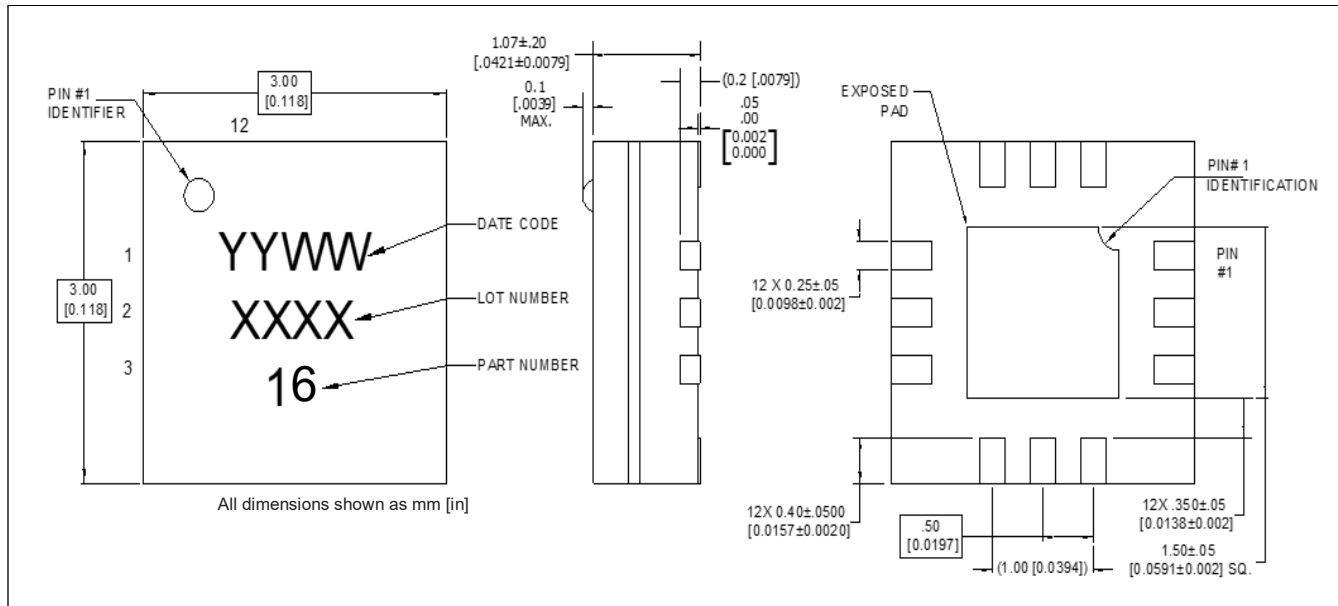 1.07±.20
[.0421±0.0079]
3.00
[0.118]
0.1
[.0039]
MAX.
(0.2 [.0079])
.05
.00
[0.002
0.000]
PIN #1
IDENTIFIER
12
EXPOSED
PAD
PIN# 1
IDENTIFICATION
YYWW
DATE CODE
1
PIN
#1
3.00
[0.118]
2
XXXX
LOT NUMBER
12 X 0.25±.05
[0.0098±0.002]
3
16
PART NUMBER
All dimensions shown as mm [in]
12X 0.40±.0500
[0.0157±0.0020]
.50
[0.0197]
(1.00 [0.0394])
12X .350±.05
[0.0138±0.002]
1.50±.05
[0.0591±0.002] SQ.